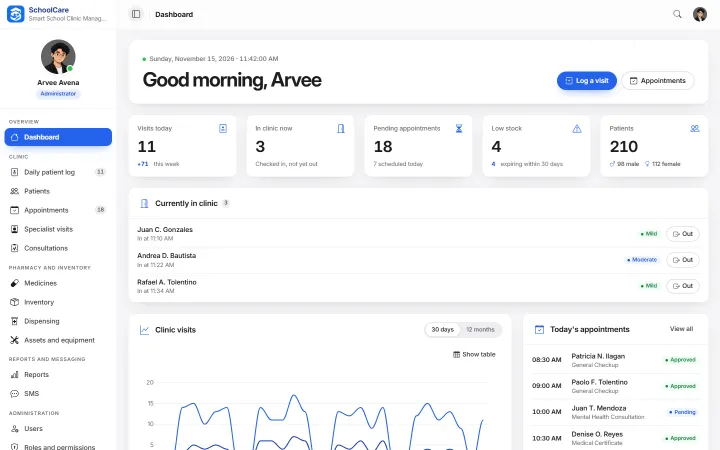 SchoolCare
Smart School Clinic Manag...
Arvee Avena
Administrator
OVERVIEW
Dashboard
CLINIC
Daily patient log 11
Patients
Appointments 18
Specialist visits
Consultations
PHARMACY AND INVENTORY
Medicines
Inventory
Dispensing
Assets and equipment
REPORTS AND MESSAGING
Reports
SMS
ADMINISTRATION
Users
Roles and permissions
Dashboard
Sunday, November 15, 2026 · 11:42:00 AM
Good morning, Arvee
Log a visit
Appointments
Visits today
11
+71 this week
In clinic now
3
Checked in, not yet out
Pending appointments
18
7 scheduled today
Low stock
4
4 expiring within 30 days
Patients
210
98 male 112 female
Currently in clinic 3
Juan C. Gonzales
In at 11:10 AM
Mild
Out
Andrea D. Bautista
In at 11:22 AM
Moderate
Out
Rafael A. Tolentino
In at 11:34 AM
Mild
Out
Clinic visits
30 days
12 months
Show table
20
15
10
5
Today's appointments
View all
08:30 AM
Patricia N. Ilagan
General Checkup
Approved
09:00 AM
Paolo F. Tolentino
General Checkup
Approved
10:00 AM
Juan T. Mendoza
Mental Health Consultation
Pending
10:30 AM
Denise O. Reyes
Medical Certificate
Approved